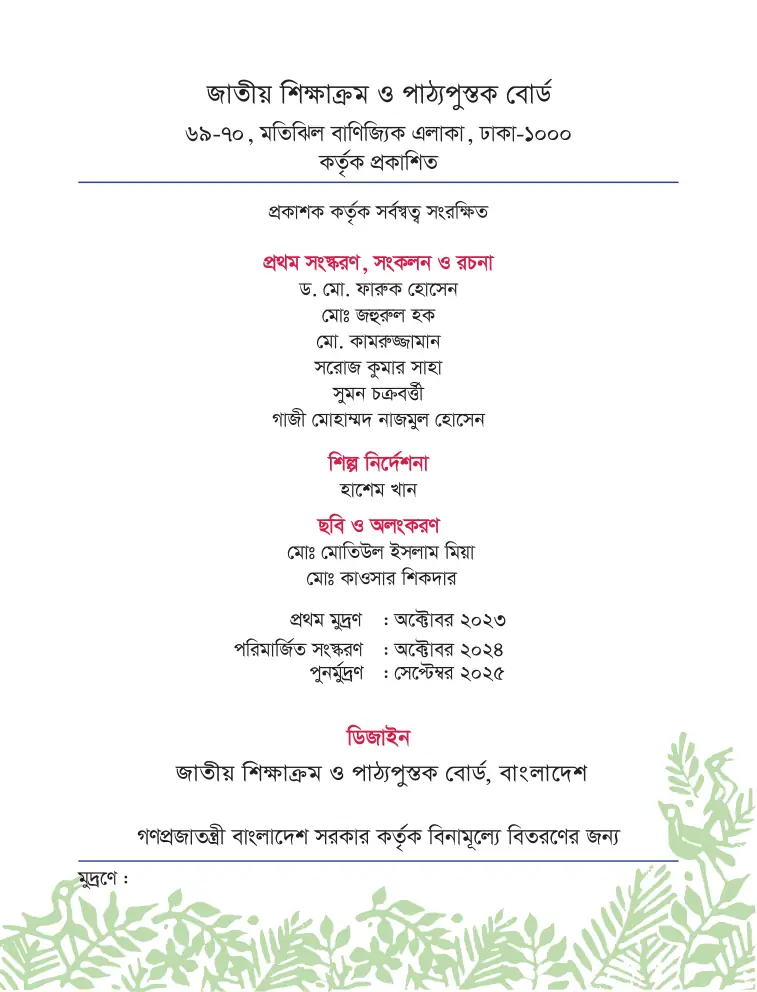 জাতীয় শিক্ষাক্রম ও পাঠ্যপুস্তক বোর্ড
৬৯-৭০, মতিঝিল বাণিজ্যিক এলাকা, ঢাকা-১০০০
কর্তৃক প্রকাশিত
প্রকাশক কর্তৃক সর্বস্বত্ব সংরক্ষিত
প্রথম সংস্করণ, সংকলন ও রচনা
ড. মো. ফারুক হোসেন
মোঃ জহুরুল হক
মো. কামরুজ্জামান
সরোজ কুমার সাহা
সুমন চক্রবর্ত্তী
গাজী মোহাম্মদ নাজমুল হোসেন
শিল্প নির্দেশনা
হাশেম খান
ছবি ও অলংকরণ
মোঃ মোতিউল ইসলাম মিয়া
মোঃ কাওসার শিকদার
প্রথম মুদ্রণ : অক্টোবর ২০২৩
পরিমার্জিত সংস্করণ : অক্টোবর ২০২৪
পুনর্মুদ্রণ : সেপ্টেম্বর ২০২৫
ডিজাইন
জাতীয় শিক্ষাক্রম ও পাঠ্যপুস্তক বোর্ড, বাংলাদেশ
গণপ্রজাতন্ত্রী বাংলাদেশ সরকার কর্তৃক বিনামূল্যে বিতরণের জন্য
মুদ্রণে :